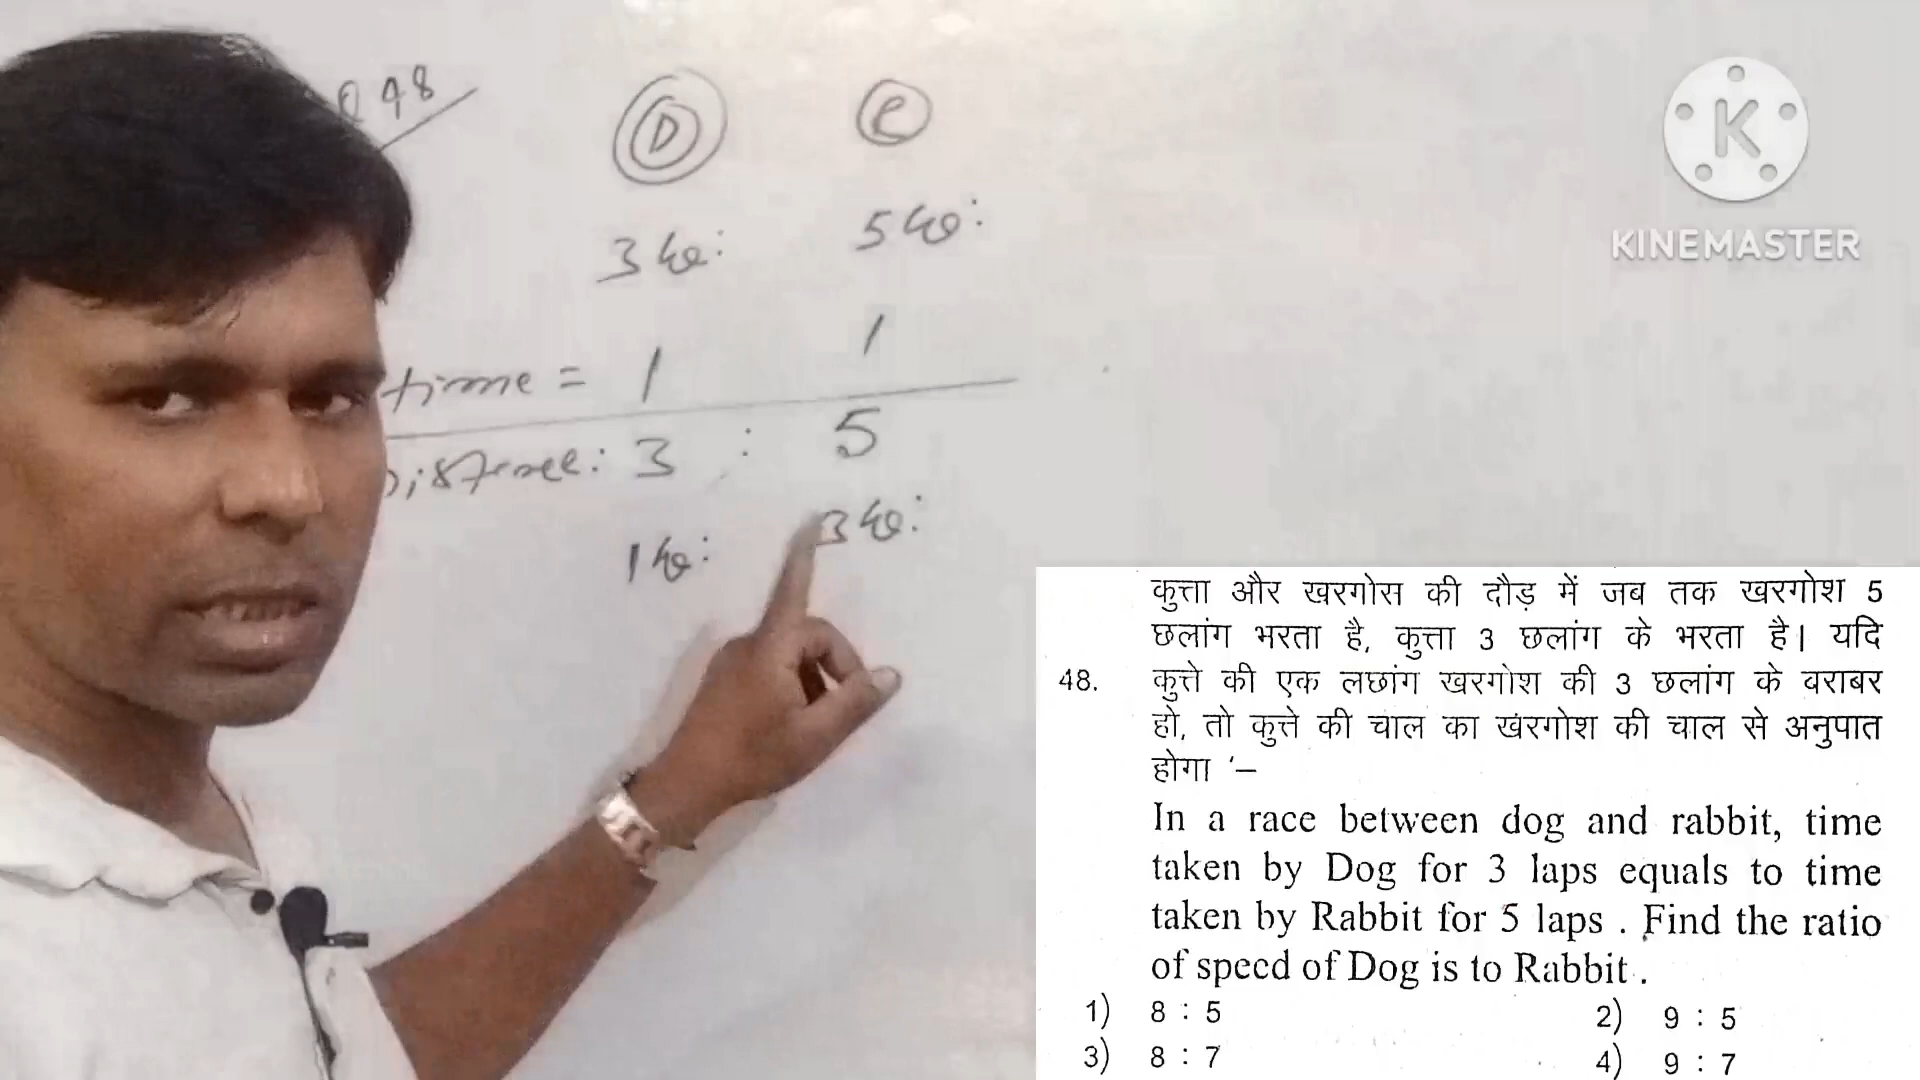 Q 48
D R
3 छ: 5 छ:
time = 1 1
Distance: 3 : 5
1 छ: 3 छ:
K
KINEMASTER
कुत्ता और खरगोस की दौड़ में जब तक खरगोश 5
छलांग भरता है, कुत्ता 3 छलांग के भरता है। यदि
48. कुत्ते की एक लछांग खरगोश की 3 छलांग के वराबर
हो, तो कुत्ते की चाल का खरगोश की चाल से अनुपात
होगा '–
In a race between dog and rabbit, time
taken by Dog for 3 laps equals to time
taken by Rabbit for 5 laps . Find the ratio
of speed of Dog is to Rabbit .
1) 8 : 5 2) 9 : 5
3) 8 : 7 4) 9 : 7